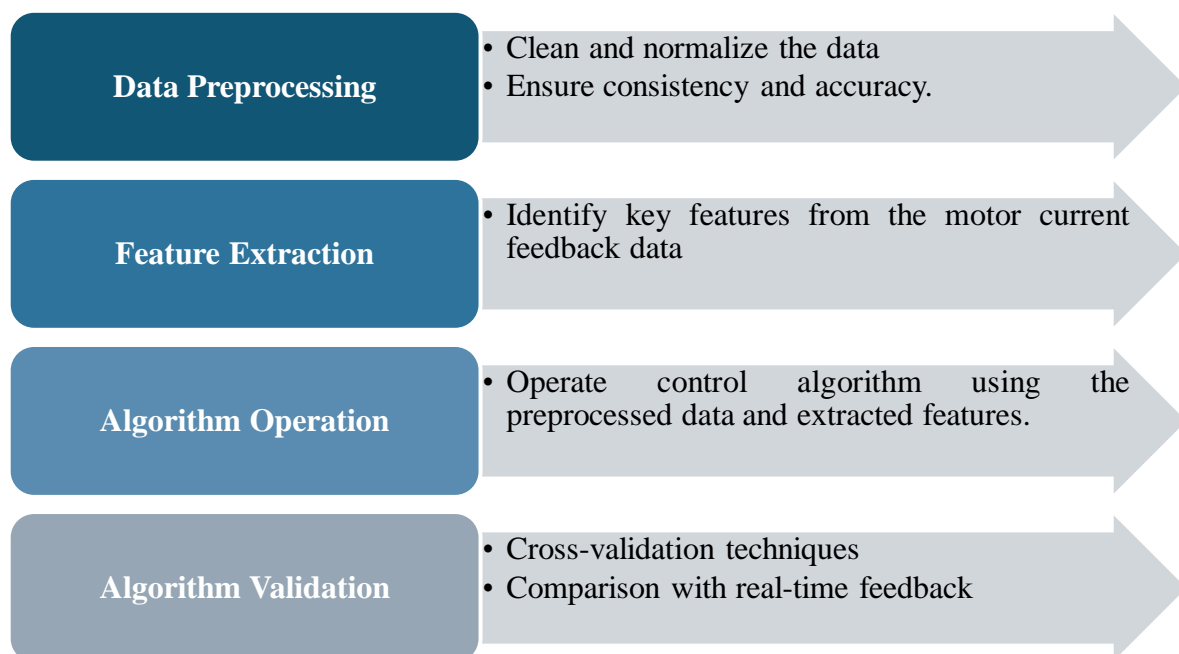 Data Preprocessing
• Clean and normalize the data
• Ensure consistency and accuracy.
Feature Extraction
• Identify key features from the motor current
feedback data
Algorithm Operation
• Operate control algorithm using the
preprocessed data and extracted features.
Algorithm Validation
• Cross-validation techniques
• Comparison with real-time feedback